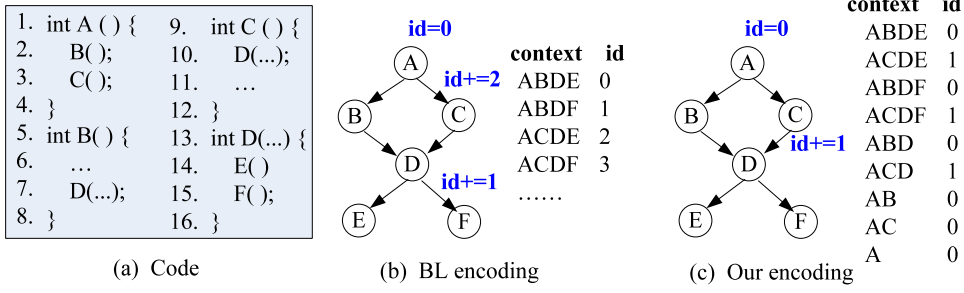 1. int A ( ) {
2. B( );
3. C( );
4. }
5. int B( ) {
6. …
7. D(...);
8. }
9. int C ( ) {
10. D(...);
11. …
12. }
13. int D(...) {
14. E( )
15. F( );
16. }
(a) Code
id=0
A
id+=2
B
C
D
id+=1
E
F
context id
ABDE 0
ABDF 1
ACDE 2
ACDF 3
……
(b) BL encoding
id=0
A
B
C
id+=1
D
E
F
context id
ABDE 0
ACDE 1
ABDF 0
ACDF 1
ABD 0
ACD 1
AB 0
AC 0
A 0
(c) Our encoding